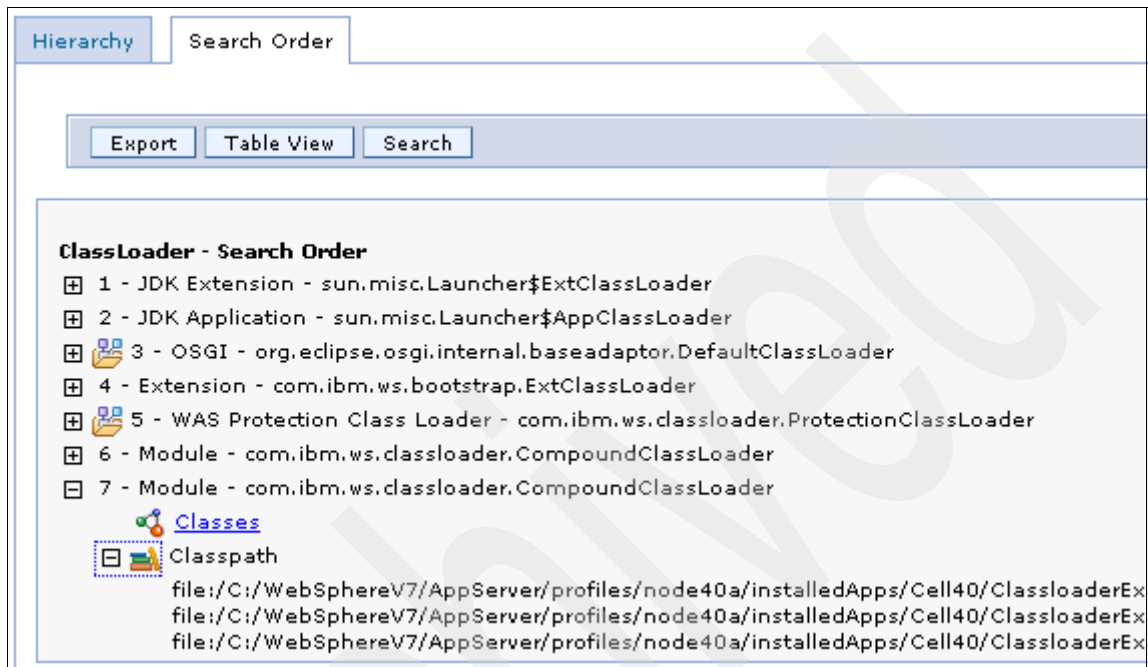 Hierarchy
Search Order
Export
Table View
Search
ClassLoader - Search Order
1 - JDK Extension - sun.misc.Launcher$ExtClassLoader
2 - JDK Application - sun.misc.Launcher$AppClassLoader
3 - OSGI - org.eclipse.osgi.internal.baseadaptor.DefaultClassLoader
4 - Extension - com.ibm.ws.bootstrap.ExtClassLoader
5 - WAS Protection Class Loader - com.ibm.ws.classloader.ProtectionClassLoader
6 - Module - com.ibm.ws.classloader.CompoundClassLoader
7 - Module - com.ibm.ws.classloader.CompoundClassLoader
Classes
Classpath
file:/C:/WebSphereV7/AppServer/profiles/node40a/installedApps/Cell40/ClassloaderEx
file:/C:/WebSphereV7/AppServer/profiles/node40a/installedApps/Cell40/ClassloaderEx
file:/C:/WebSphereV7/AppServer/profiles/node40a/installedApps/Cell40/ClassloaderEx